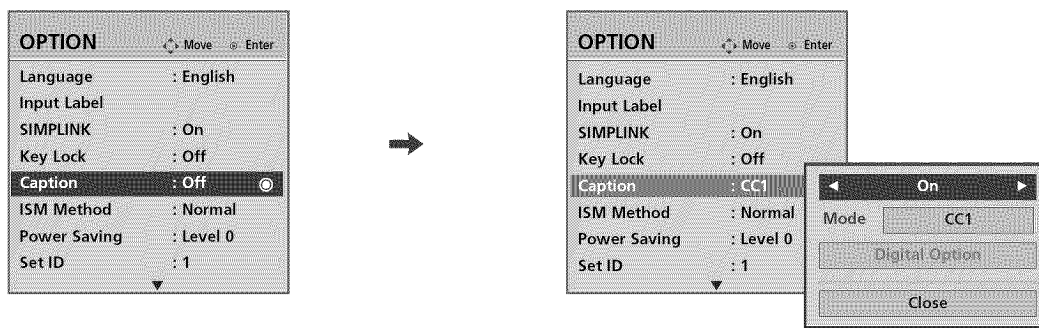 OPTION Move Enter
Language : English
Input Label
SIMPLINK : On
Key Lock : Off
Caption : Off
ISM Method : Normal
Power Saving : Level 0
Set ID : 1
OPTION Move Enter
Language : English
Input Label
SIMPLINK : On
Key Lock : Off
Caption : CC1
ISM Method : Normal
Power Saving : Level 0
Set ID : 1
On
Mode CC1
Digital Option
Close